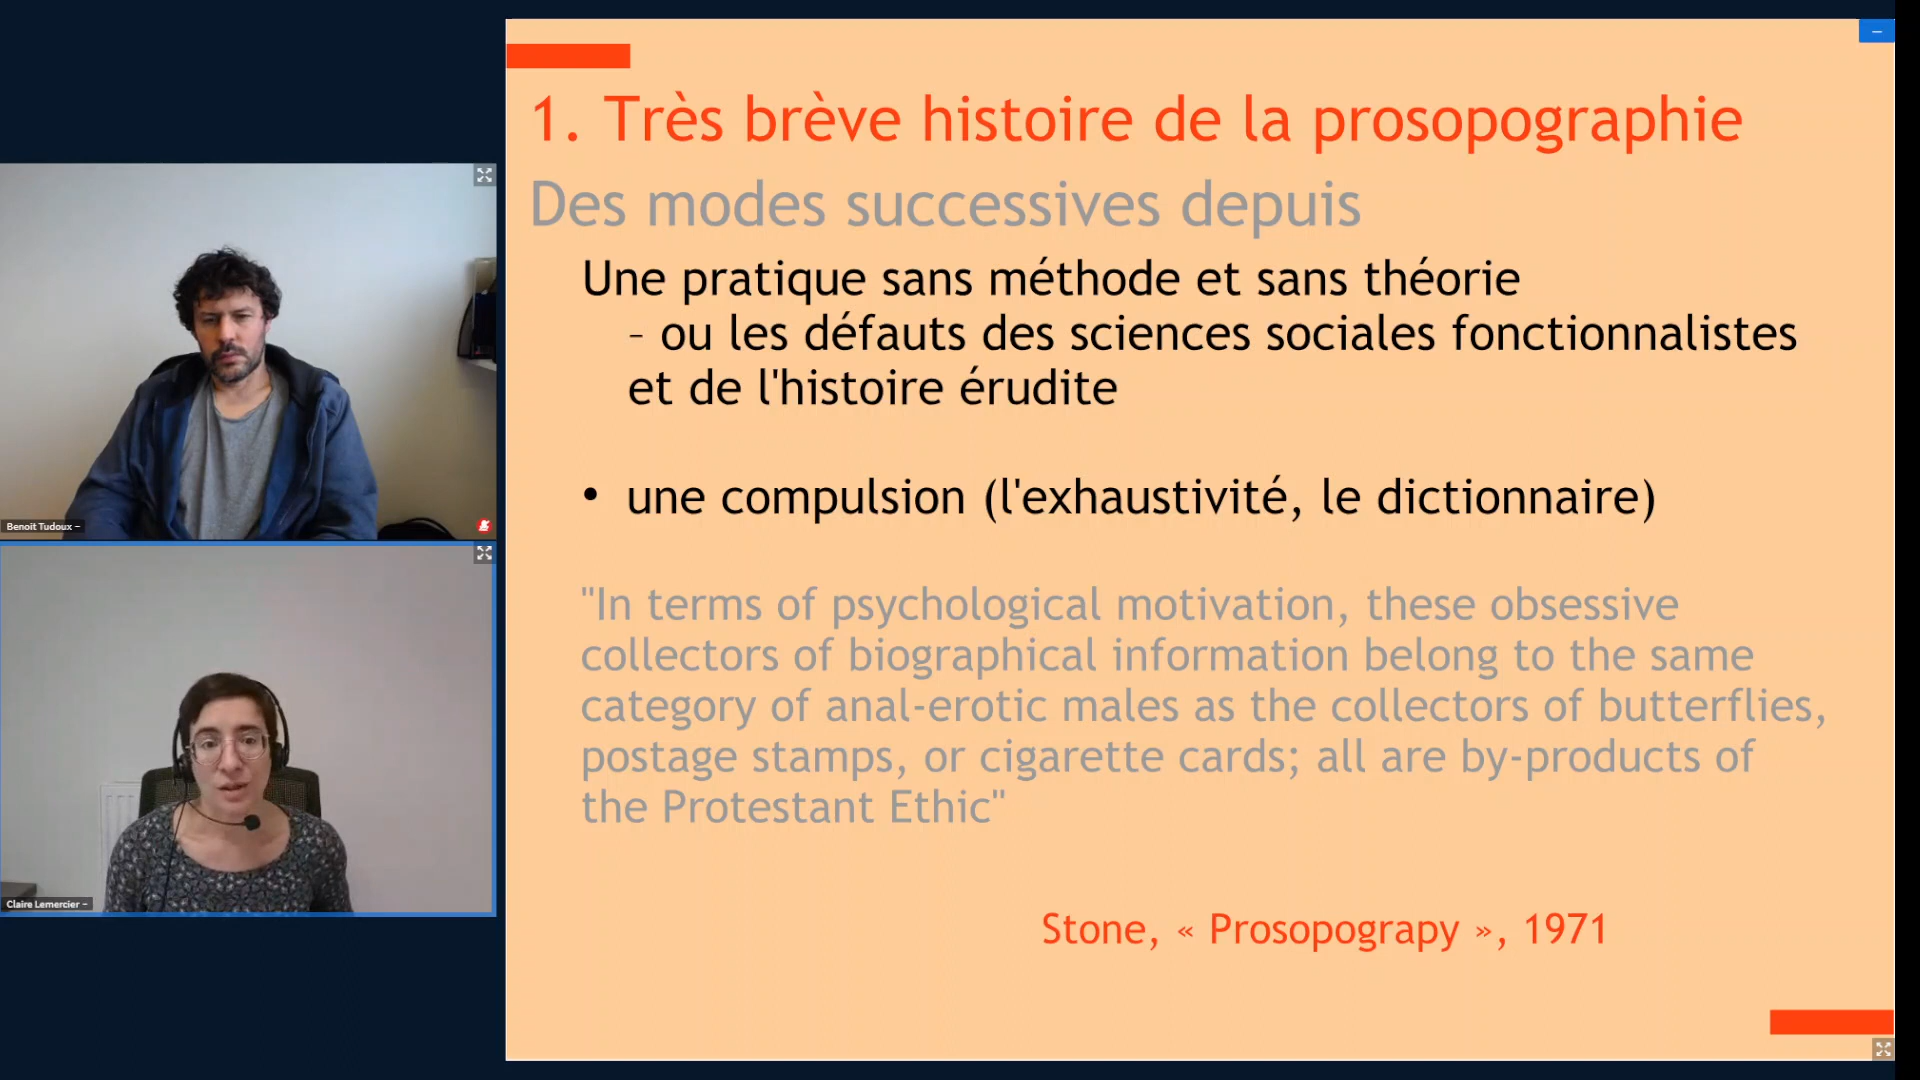 1. Très brève histoire de la prosopographie
Des modes successives depuis
Une pratique sans méthode et sans théorie
– ou les défauts des sciences sociales fonctionnalistes
et de l'histoire érudite
• une compulsion (l'exhaustivité, le dictionnaire)
"In terms of psychological motivation, these obsessive
collectors of biographical information belong to the same
category of anal-erotic males as the collectors of butterflies,
postage stamps, or cigarette cards; all are by-products of
the Protestant Ethic"
Stone, « Prosopograpy », 1971
Benoit Tudoux –
Claire Lemercier –